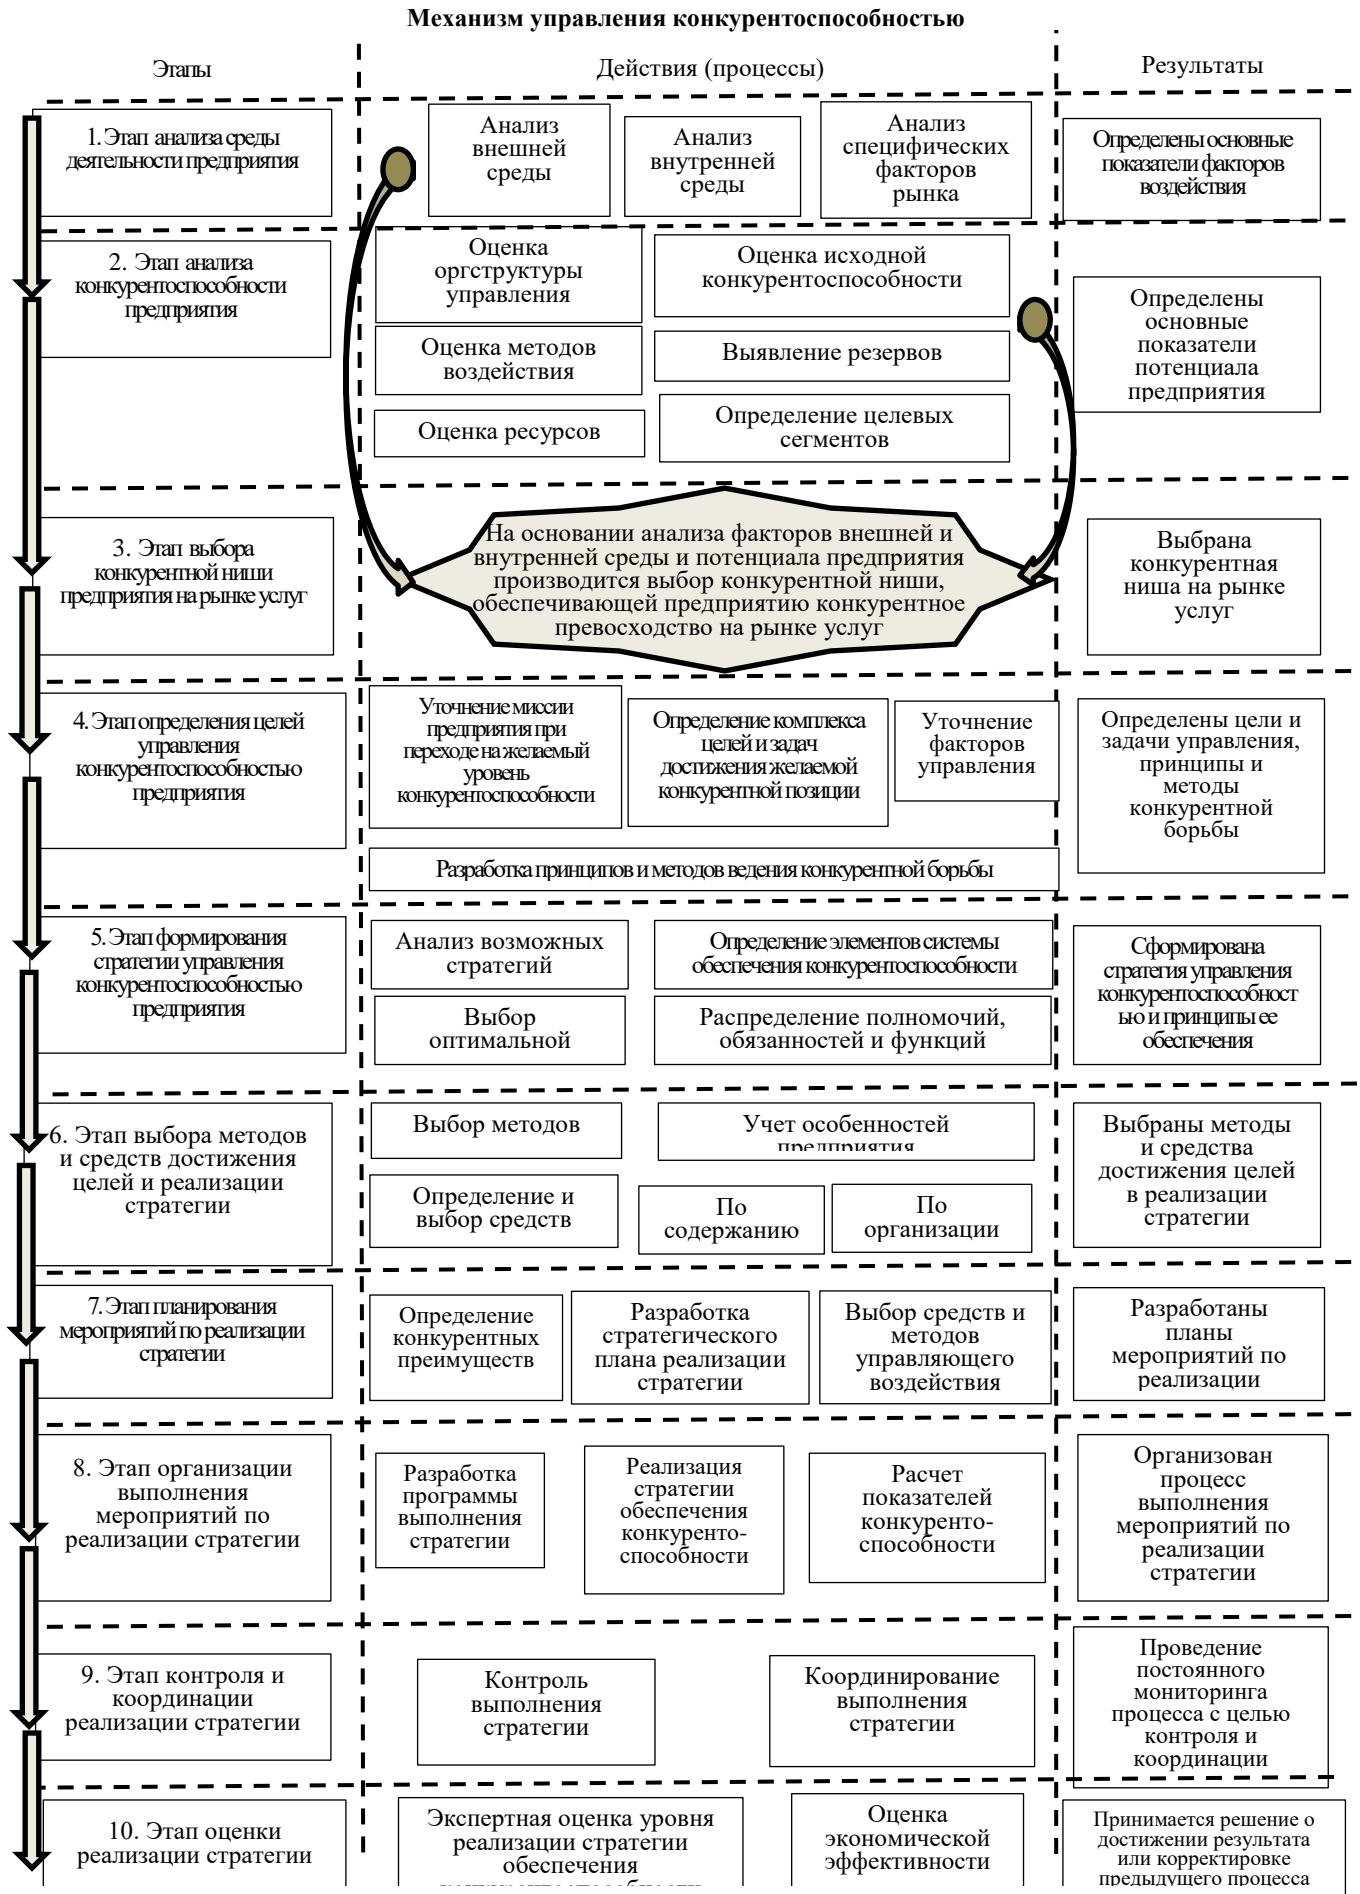 Механизм управления конкурентоспособностью
Этапы
Действия (процессы)
Результаты
1. Этап анализа среды
деятельности предприятия
Анализ
внешней
среды
Анализ
внутренней
среды
Анализ
специфических
факторов
рынка
Определены основные
показатели факторов
воздействия
2. Этап анализа
конкурентоспособности
предприятия
Оценка
оргструктуры
управления
Оценка исходной
конкурентоспособности
Оценка методов
воздействия
Выявление резервов
Оценка ресурсов
Определение целевых
сегментов
Определены
основные
показатели
потенциала
предприятия
3. Этап выбора
конкурентной ниши
предприятия на рынке услуг
На основании анализа факторов внешней и
внутренней среды и потенциала предприятия
производится выбор конкурентной ниши,
обеспечивающей предприятию конкурентное
превосходство на рынке услуг
Выбрана
конкурентная
ниша на рынке
услуг
4. Этап определения целей
управления
конкурентоспособностью
предприятия
Уточнение миссии
предприятия при
переходе на желаемый
уровень
конкурентоспособности
Определение комплекса
целей и задач
достижения желаемой
конкурентной позиции
Уточнение
факторов
управления
Разработка принципов и методов ведения конкурентной борьбы
Определены цели и
задачи управления,
принципы и
методы
конкурентной
борьбы
5. Этап формирования
стратегии управления
конкурентоспособностью
предприятия
Анализ возможных
стратегий
Определение элементов системы
обеспечения конкурентоспособности
Выбор
оптимальной
Распределение полномочий,
обязанностей и функций
Сформирована
стратегия управления
конкурентоспособност
ью и принципы ее
обеспечения
6. Этап выбора методов
и средств достижения
целей и реализации
стратегии
Выбор методов
Учет особенностей
предприятия
Определение и
выбор средств
По
содержанию
По
организации
Выбраны методы
и средства
достижения целей
в реализации
стратегии
7. Этап планирования
мероприятий по реализации
стратегии
Определение
конкурентных
преимуществ
Разработка
стратегического
плана реализации
стратегии
Выбор средств и
методов
управляющего
воздействия
Разработаны
планы
мероприятий по
реализации
8. Этап организации
выполнения
мероприятий по
реализации стратегии
Разработка
программы
выполнения
стратегии
Реализация
стратегии
обеспечения
конкуренто-
способности
Расчет
показателей
конкуренто-
способности
Организован
процесс
выполнения
мероприятий по
реализации
стратегии
9. Этап контроля и
координации
реализации стратегии
Контроль
выполнения
стратегии
Координирование
выполнения
стратегии
Проведение
постоянного
мониторинга
процесса с целью
контроля и
координации
10. Этап оценки
реализации стратегии
Экспертная оценка уровня
реализации стратегии
обеспечения
Оценка
экономической
эффективности
Принимается решение о
достижении результата
или корректировке
предыдущего процесса